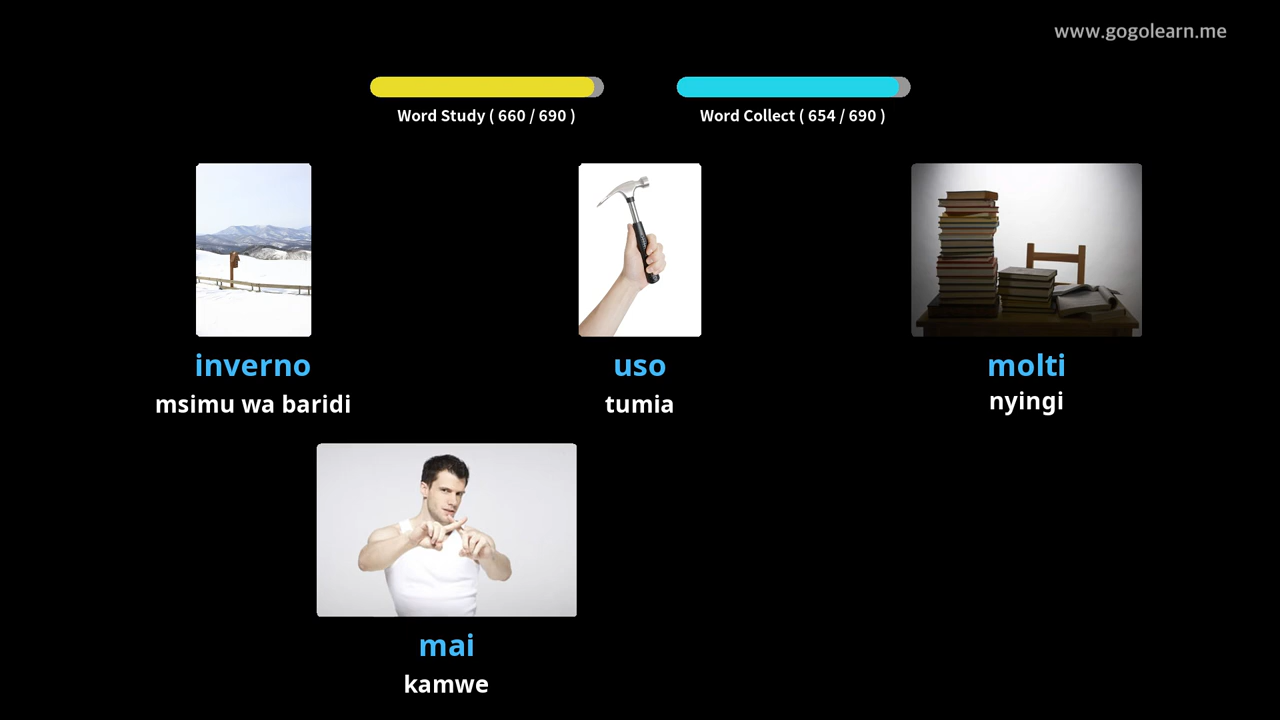 www.gogolearn.me
Word Study ( 660 / 690 )
Word Collect ( 654 / 690 )
inverno
msimu wa baridi
uso
tumia
molti
nyingi
mai
kamwe